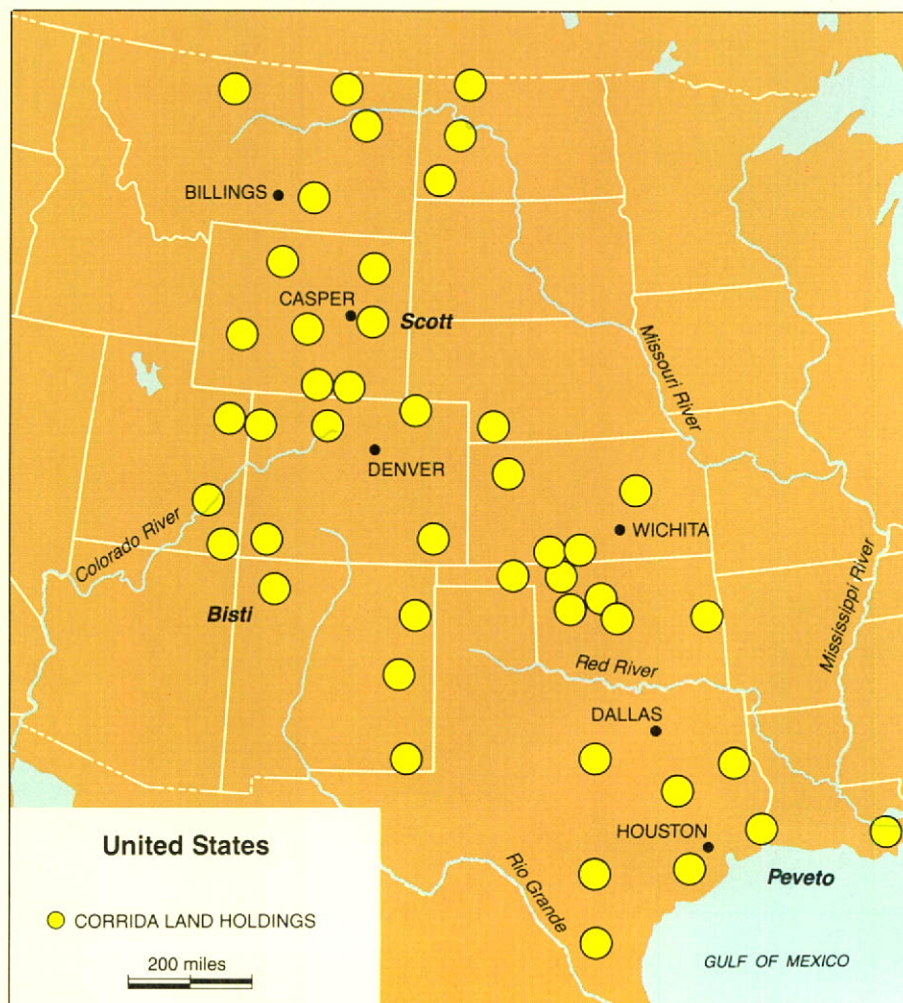 BILLINGS
CASPER
Scott
Missouri River
DENVER
Colorado River
WICHITA
Bisti
Mississippi River
Red River
DALLAS
HOUSTON
Rio Grande
Peveto
GULF OF MEXICO
United States
CORRIDA LAND HOLDINGS
200 miles